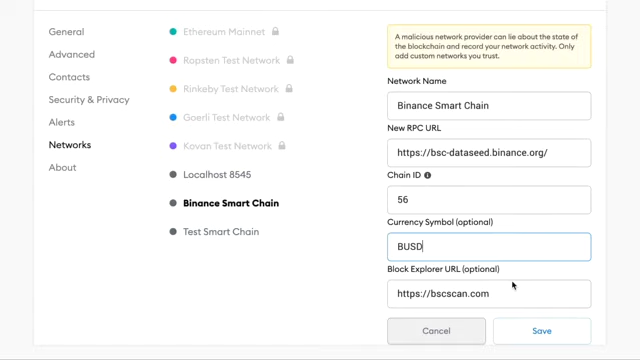 General
Advanced
Contacts
Security & Privacy
Alerts
Networks
About
Ethereum Mainnet
Ropsten Test Network
Rinkeby Test Network
Goerli Test Network
Kovan Test Network
Localhost 8545
Binance Smart Chain
Test Smart Chain
A malicious network provider can lie about the state of
the blockchain and record your network activity. Only
add custom networks you trust.
Network Name
Binance Smart Chain
New RPC URL
https://bsc-dataseed.binance.org/
Chain ID
56
Currency Symbol (optional)
BUSD
Block Explorer URL (optional)
https://bscscan.com
Cancel
Save